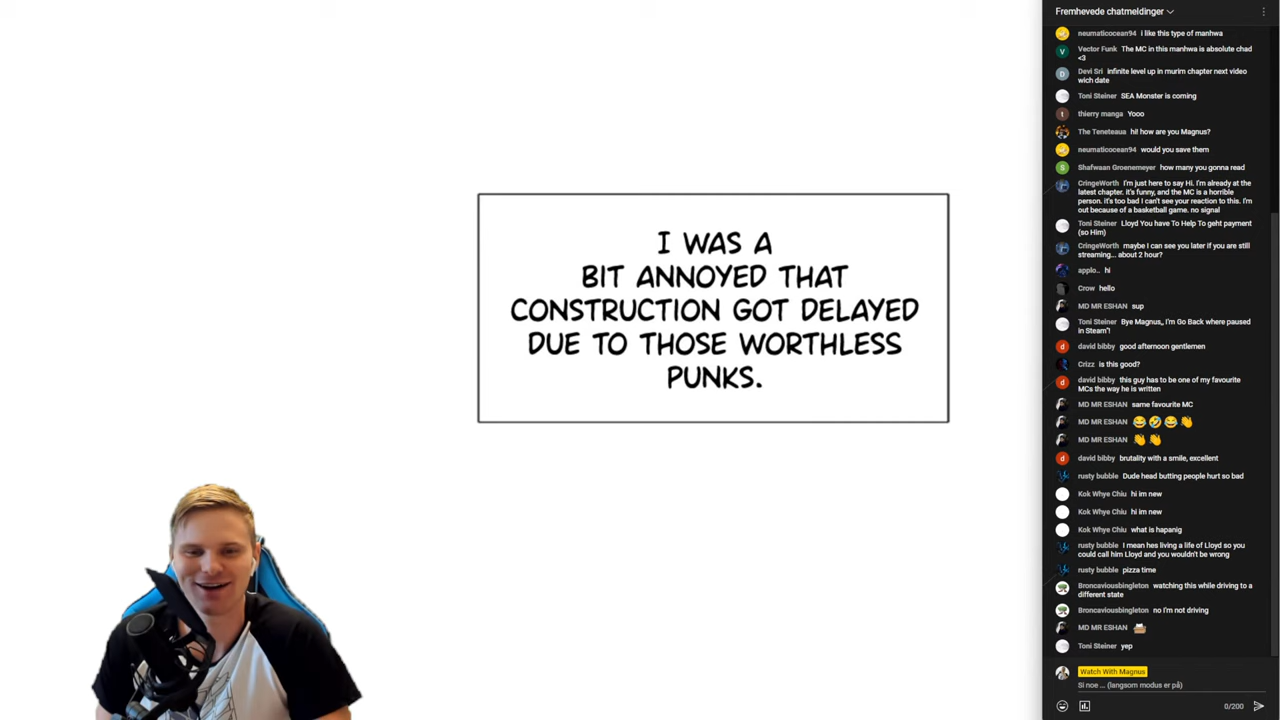 Fremhevede chatmeldinger
neumaticocean94 i like this type of manhwa
Vector Funk The MC in this manhwa is absolute chad
<3
Devi Sri infinite level up in murim chapter next video
wich date
Toni Steiner SEA Monster is coming
thierry manga Yooo
The Teneteaua hi! how are you Magnus?
neumaticocean94 would you save them
Shafwaan Groenemeyer how many you gonna read
CringeWorth I'm just here to say Hi. I'm already at the
latest chapter. it's funny, and the MC is a horrible
person. it's too bad I can't see your reaction to this. I'm
out because of a basketball game. no signal
Toni Steiner Lloyd You have To Help To geht payment
(so Him)
CringeWorth maybe I can see you later if you are still
streaming... about 2 hour?
applo.. hi
Crow hello
MD MR ESHAN sup
Toni Steiner Bye Magnus,, I'm Go Back where paused
in Steam"!
david bibby good afternoon gentlemen
Crizz is this good?
david bibby this guy has to be one of my favourite
MCs the way he is written
MD MR ESHAN same favourite MC
MD MR ESHAN 😂🤣😂👏
MD MR ESHAN 👏👏
david bibby brutality with a smile, excellent
rusty bubble Dude head butting people hurt so bad
Kok Whye Chiu hi im new
Kok Whye Chiu hi im new
Kok Whye Chiu what is hapanig
rusty bubble I mean hes living a life of Lloyd so you
could call him Lloyd and you wouldn't be wrong
rusty bubble pizza time
Broncaviousbingleton watching this while driving to a
different state
Broncaviousbingleton no I'm not driving
MD MR ESHAN
Toni Steiner yep
Watch With Magnus
Si noe ... (langsom modus er på)
0/200
I WAS A
BIT ANNOYED THAT
CONSTRUCTION GOT DELAYED
DUE TO THOSE WORTHLESS
PUNKS.